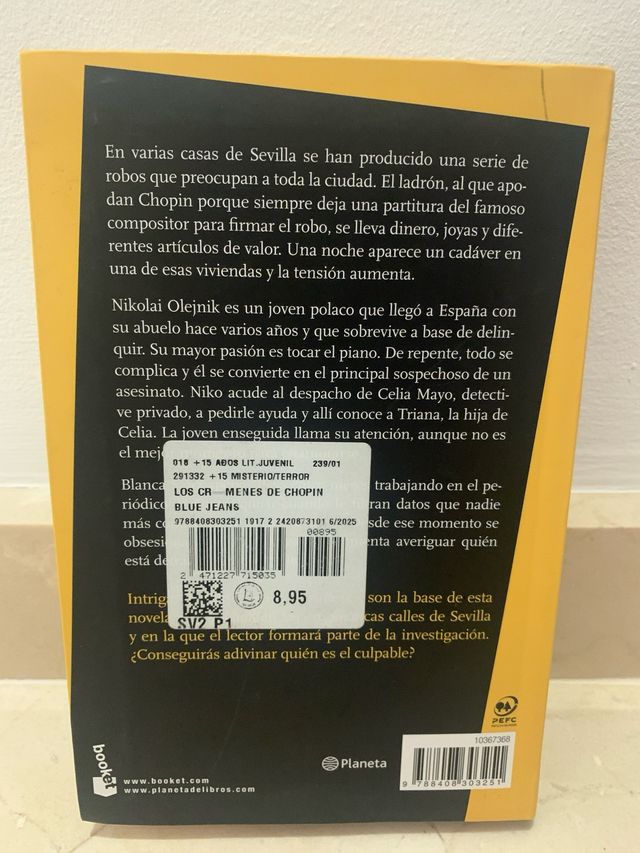 En varias casas de Sevilla se han producido una serie de
robos que preocupan a toda la ciudad. El ladrón, al que apo-
dan Chopin porque siempre deja una partitura del famoso
compositor para firmar el robo, se lleva dinero, joyas y dife-
rentes artículos de valor. Una noche aparece un cadáver en
una de esas viviendas y la tensión aumenta.
Nikolai Olejnik es un joven polaco que llegó a España con
su abuelo hace varios años y que sobrevive a base de delin-
quir. Su mayor pasión es tocar el piano. De repente, todo se
complica y él se convierte en el principal sospechoso de un
asesinato. Niko acude al despacho de Celia Mayo, detecti-
ve privado, a pedirle ayuda y allí conoce a Triana, la hija de
Celia. La joven enseguida llama su atención, aunque no es
el
018 +15 AÑOS LIT.JUVENIL 239/01
291332 +15 MISTERIO/TERROR
LOS CR MENES DE CHOPIN
BLUE JEANS
9788408303251 1917 2 2420873101 6/2025
00895
2 471227 715035
8,95
SV2 P1
Blanca trabajando en el pe-
datos que nadie
más desde ese momento se
averiguar quién
está
son la base de esta
calles de Sevilla
y en la que el lector formará parte de la investigación.
¿Conseguirás adivinar quién es el culpable?
PEFC
10367368
9 788408 303251
Planeta
booket
www.booket.com
www.planetadelibros.com